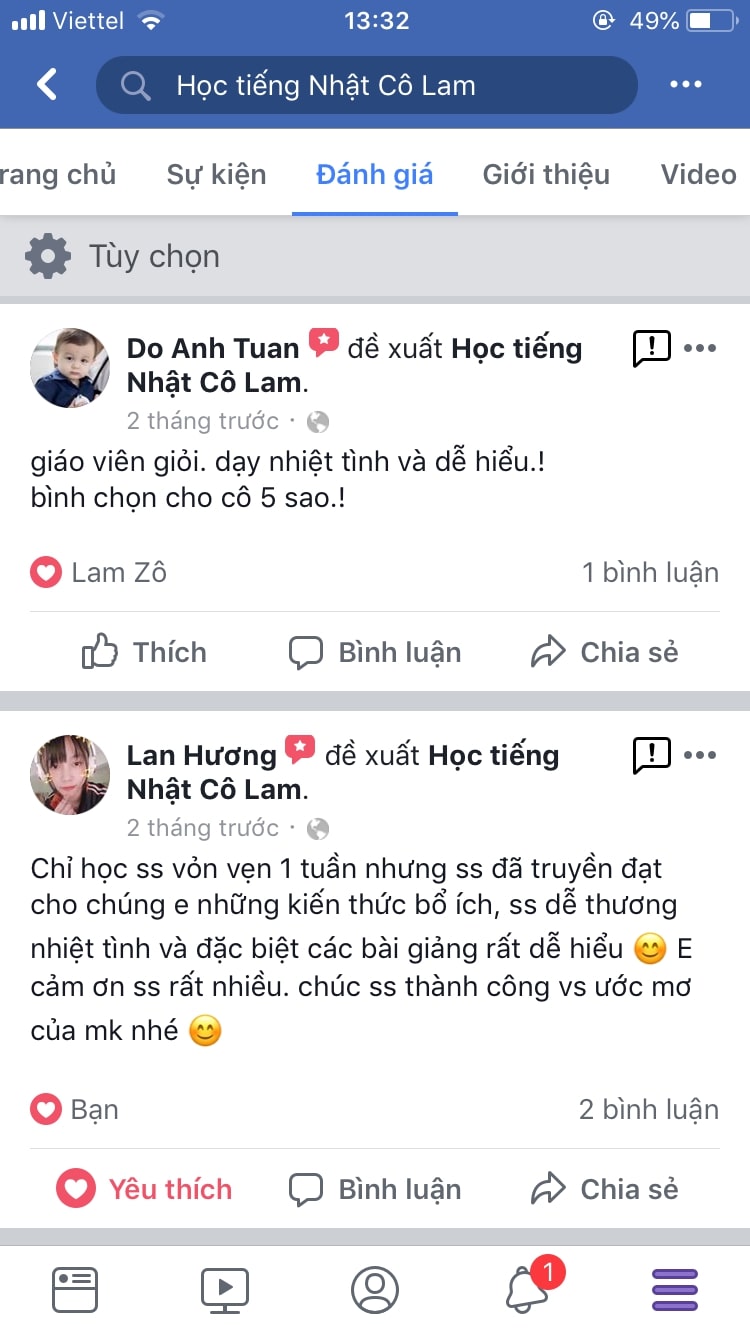 Viettel 13:32 49%
Học tiếng Nhật Cô Lam
rang chủ Sự kiện Đánh giá Giới thiệu Video
Tùy chọn
Do Anh Tuan đề xuất Học tiếng
Nhật Cô Lam.
2 tháng trước ·
giáo viên giỏi. dạy nhiệt tình và dễ hiểu.!
bình chọn cho cô 5 sao.!
Lam Zô 1 bình luận
Thích Bình luận Chia sẻ
Lan Hương đề xuất Học tiếng
Nhật Cô Lam.
2 tháng trước ·
Chỉ học ss vỏn vẹn 1 tuần nhưng ss đã truyền đạt
cho chúng e những kiến thức bổ ích, ss dễ thương
nhiệt tình và đặc biệt các bài giảng rất dễ hiểu 😊 E
cảm ơn ss rất nhiều. chúc ss thành công vs ước mơ
của mk nhé 😊
Bạn 2 bình luận
Yêu thích Bình luận Chia sẻ
1